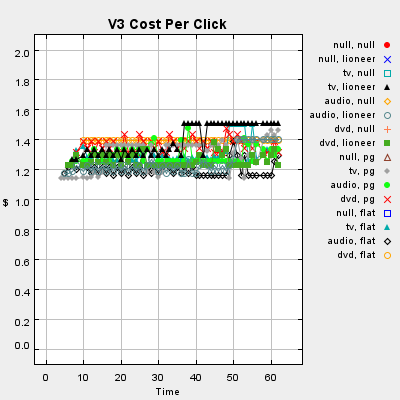 V3 Cost Per Click
2.0
1.8
1.6
1.4
1.2
1.0
0.8
0.6
0.4
0.2
0.0
$
0
10
20
30
40
50
60
Time
null, null
null, lioneer
tv, null
tv, lioneer
audio, null
audio, lioneer
dvd, null
dvd, lioneer
null, pg
tv, pg
audio, pg
dvd, pg
null, flat
tv, flat
audio, flat
dvd, flat